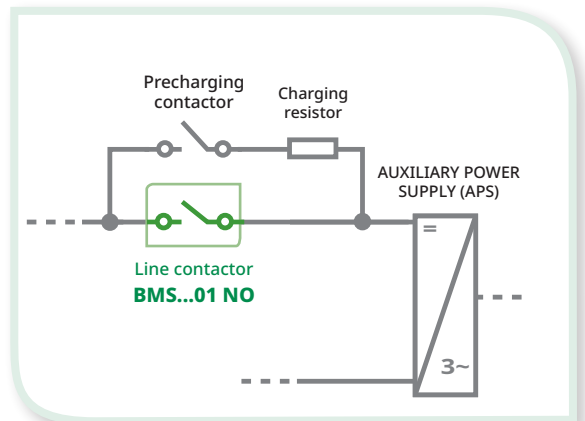 Precharging
contactor
Charging
resistor
AUXILIARY POWER
SUPPLY (APS)
=
Line contactor
BMS...01 NO
3~